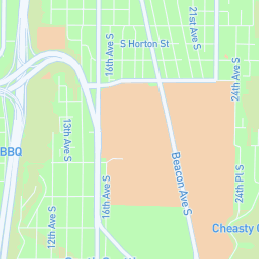 21st Ave S
16th Ave S
S Horton St
24th Ave S
13th Ave S
BBQ
Beacon Ave S
24th Pl S
16th Ave S
12th Ave S
Cheasty